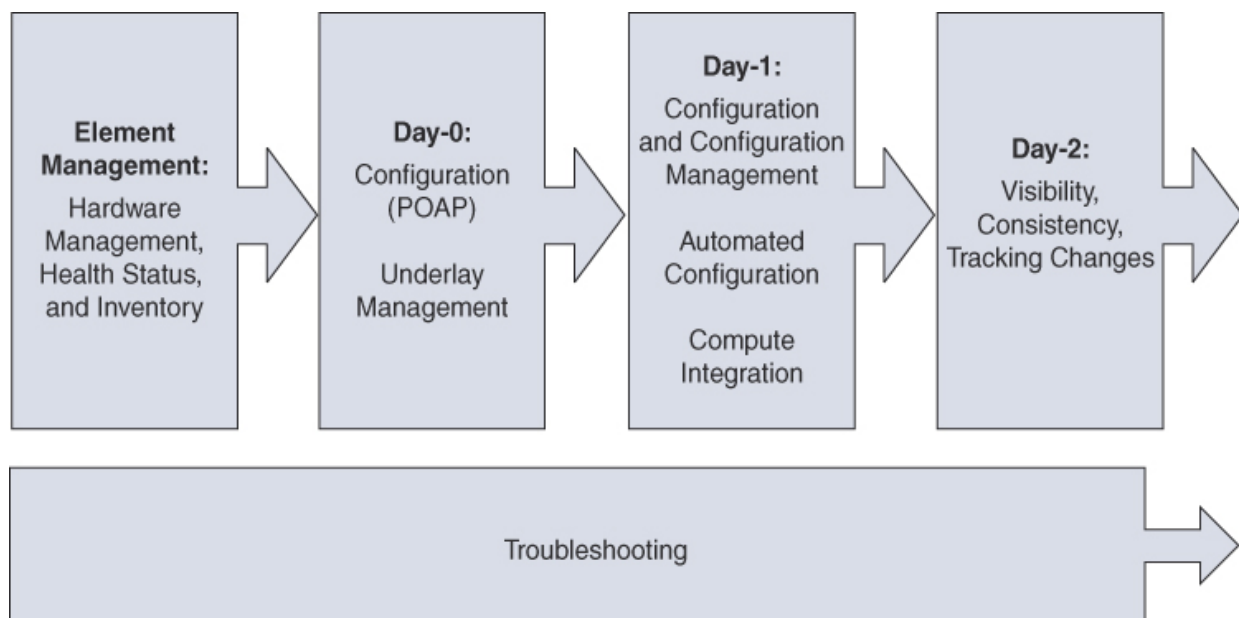 Element
Management:
Hardware
Management,
Health Status,
and Inventory
Day-0:
Configuration
(POAP)
Underlay
Management
Day-1:
Configuration
and Configuration
Management
Automated
Configuration
Compute
Integration
Day-2:
Visibility,
Consistency,
Tracking Changes
Troubleshooting